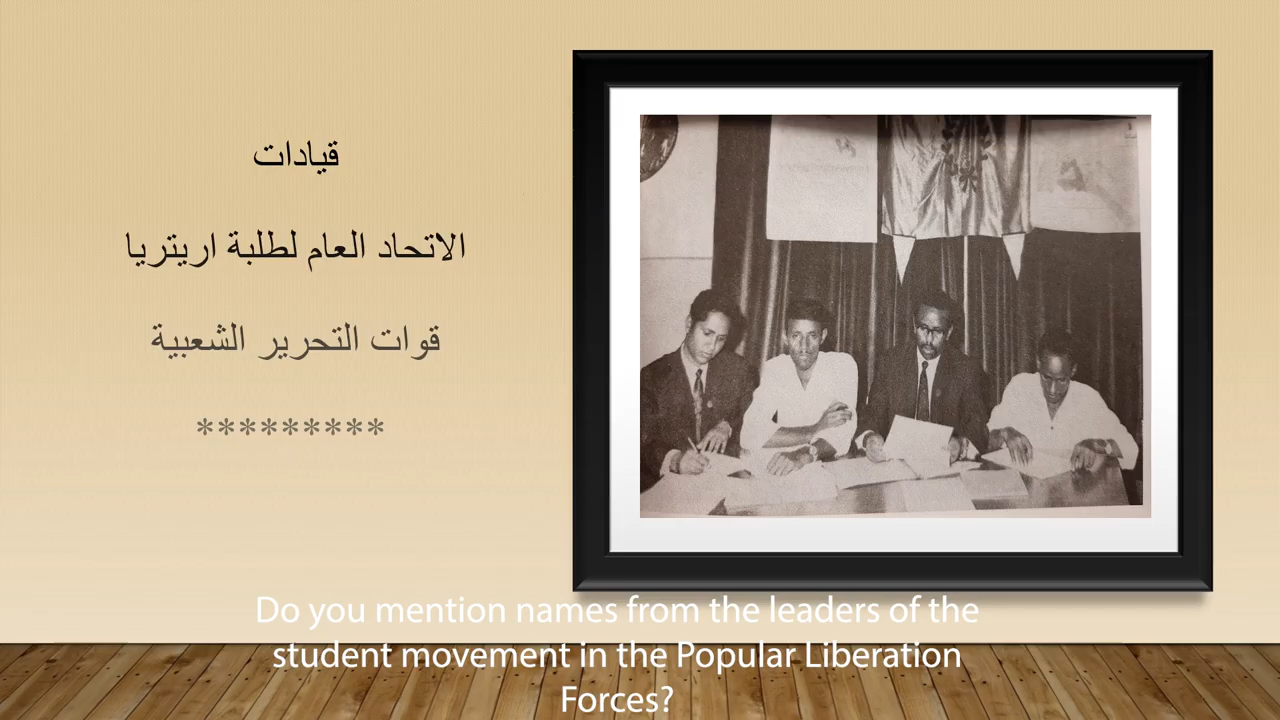 قيادات
الاتحاد العام لطلبة اريتريا
قوات التحرير الشعبية
*********
Do you mention names from the leaders of the
student movement in the Popular Liberation
Forces?